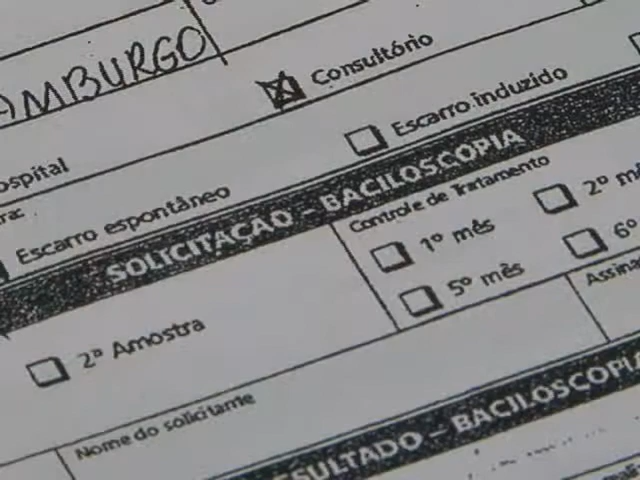 AMBURGO
Consultório
ospital
Escarro espontâneo
Escarro induzido
SOLICITAÇÃO - BACILOSCOPIA
Controle de Tratamento
2ª Amostra
1º mês
2º mê
5º mês
6º
Assina
Nome do solicitante
RESULTADO - BACILOSCOPIA